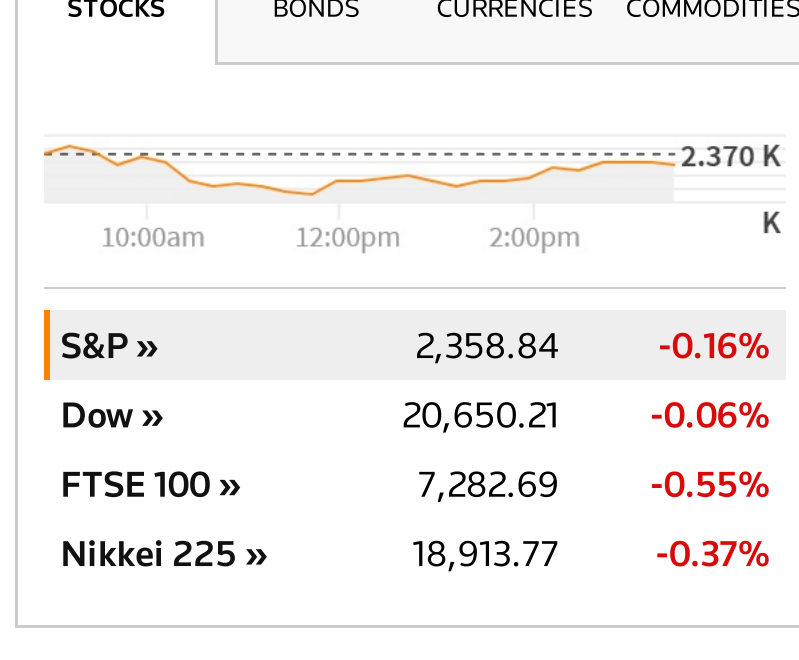 STOCKS BONDS CURRENCIES COMMODITIES
2.370 K
K
10:00am 12:00pm 2:00pm
S&P » 2,358.84 -0.16%
Dow » 20,650.21 -0.06%
FTSE 100 » 7,282.69 -0.55%
Nikkei 225 » 18,913.77 -0.37%